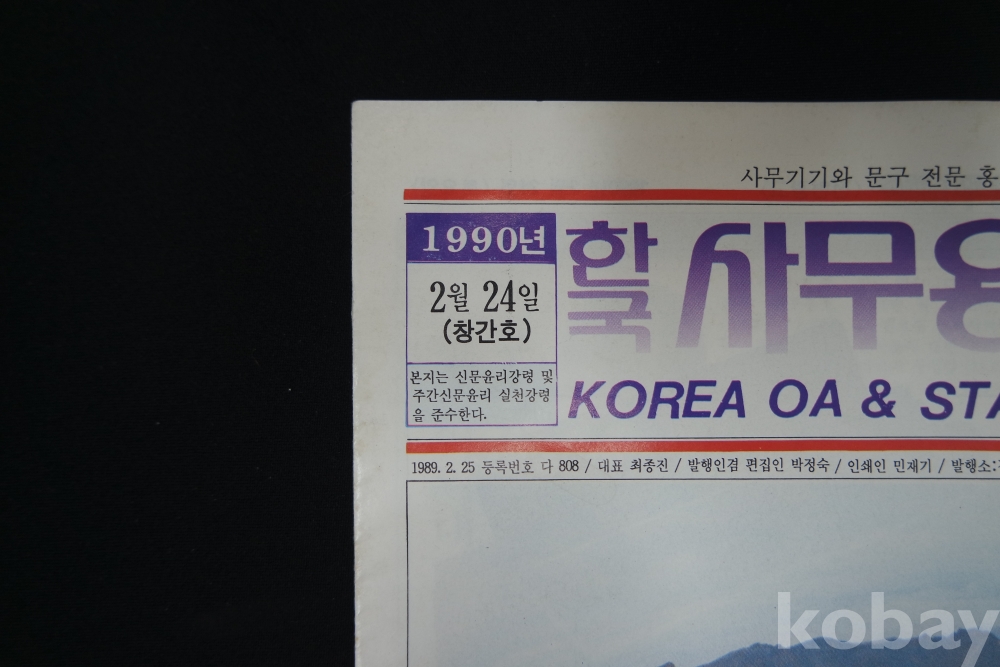 사무기기와 문구 전문 홍
1990년
2월 24일
(창간호)
본지는 신문윤리강령 및
주간신문윤리 실천강령
을 준수한다.
한국 사무용
KOREA OA & STA
1989. 2. 25 등록번호 다 808 / 대표 최종진 / 발행인겸 편집인 박정숙 / 인쇄인 민재기 / 발행소:
kobay